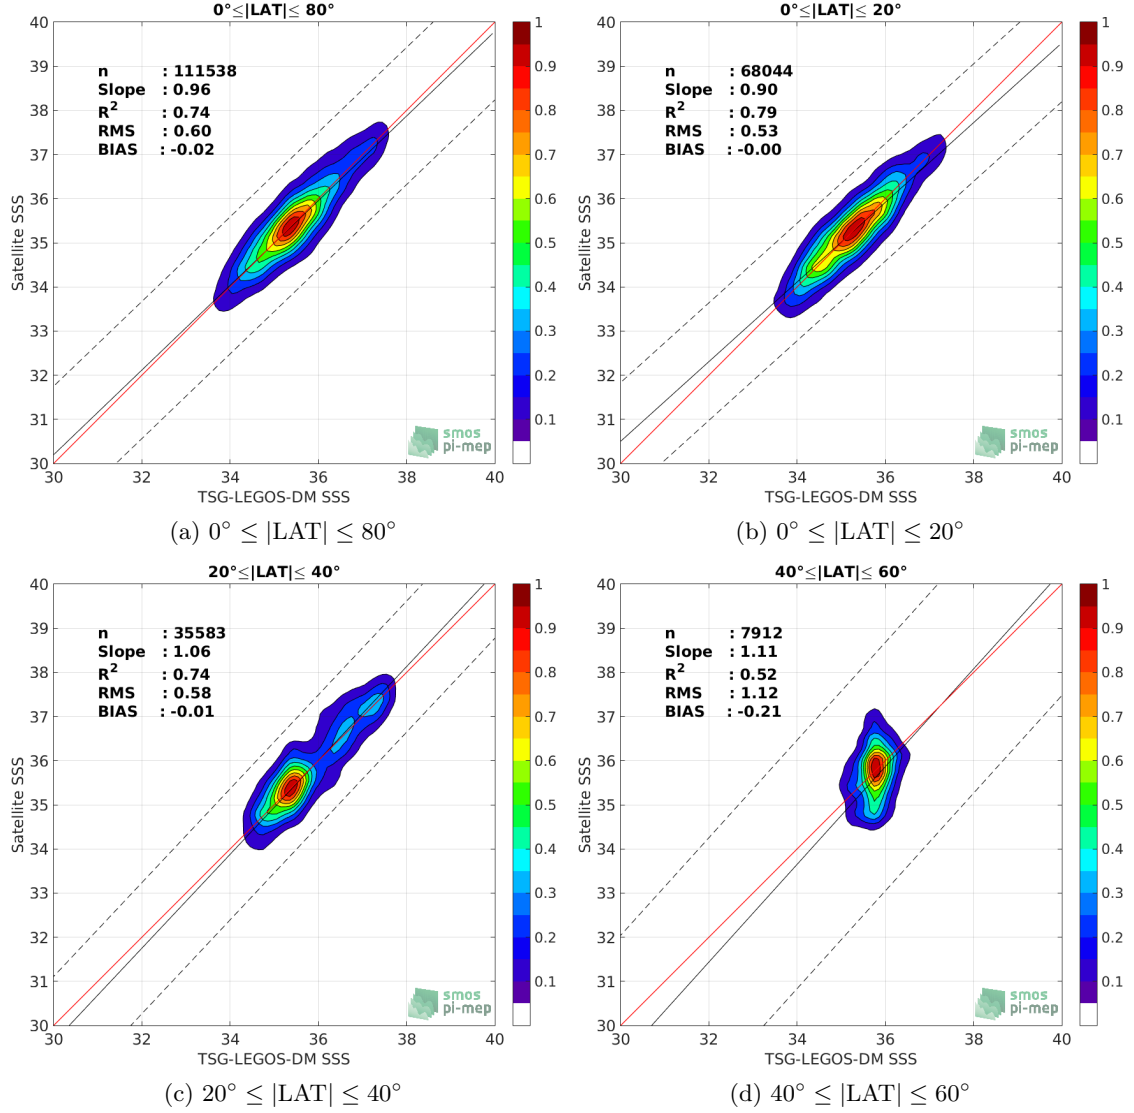 0°≤|LAT|≤ 80°
n : 111538
Slope : 0.96
R² : 0.74
RMS : 0.60
BIAS : -0.02
40
39
38
37
36
35
34
33
32
31
30
30 32 34 36 38 40
Satellite SSS
TSG-LEGOS-DM SSS
smos
pi-mep
1
0.9
0.8
0.7
0.6
0.5
0.4
0.3
0.2
0.1
(a) 0° ≤ |LAT| ≤ 80°
0°≤|LAT|≤ 20°
n : 68044
Slope : 0.90
R² : 0.79
RMS : 0.53
BIAS : -0.00
40
39
38
37
36
35
34
33
32
31
30
30 32 34 36 38 40
Satellite SSS
TSG-LEGOS-DM SSS
smos
pi-mep
1
0.9
0.8
0.7
0.6
0.5
0.4
0.3
0.2
0.1
(b) 0° ≤ |LAT| ≤ 20°
20°≤|LAT|≤ 40°
n : 35583
Slope : 1.06
R² : 0.74
RMS : 0.58
BIAS : -0.01
40
39
38
37
36
35
34
33
32
31
30
30 32 34 36 38 40
Satellite SSS
TSG-LEGOS-DM SSS
smos
pi-mep
1
0.9
0.8
0.7
0.6
0.5
0.4
0.3
0.2
0.1
(c) 20° ≤ |LAT| ≤ 40°
40°≤|LAT|≤ 60°
n : 7912
Slope : 1.11
R² : 0.52
RMS : 1.12
BIAS : -0.21
40
39
38
37
36
35
34
33
32
31
30
30 32 34 36 38 40
Satellite SSS
TSG-LEGOS-DM SSS
smos
pi-mep
1
0.9
0.8
0.7
0.6
0.5
0.4
0.3
0.2
0.1
(d) 40° ≤ |LAT| ≤ 60°